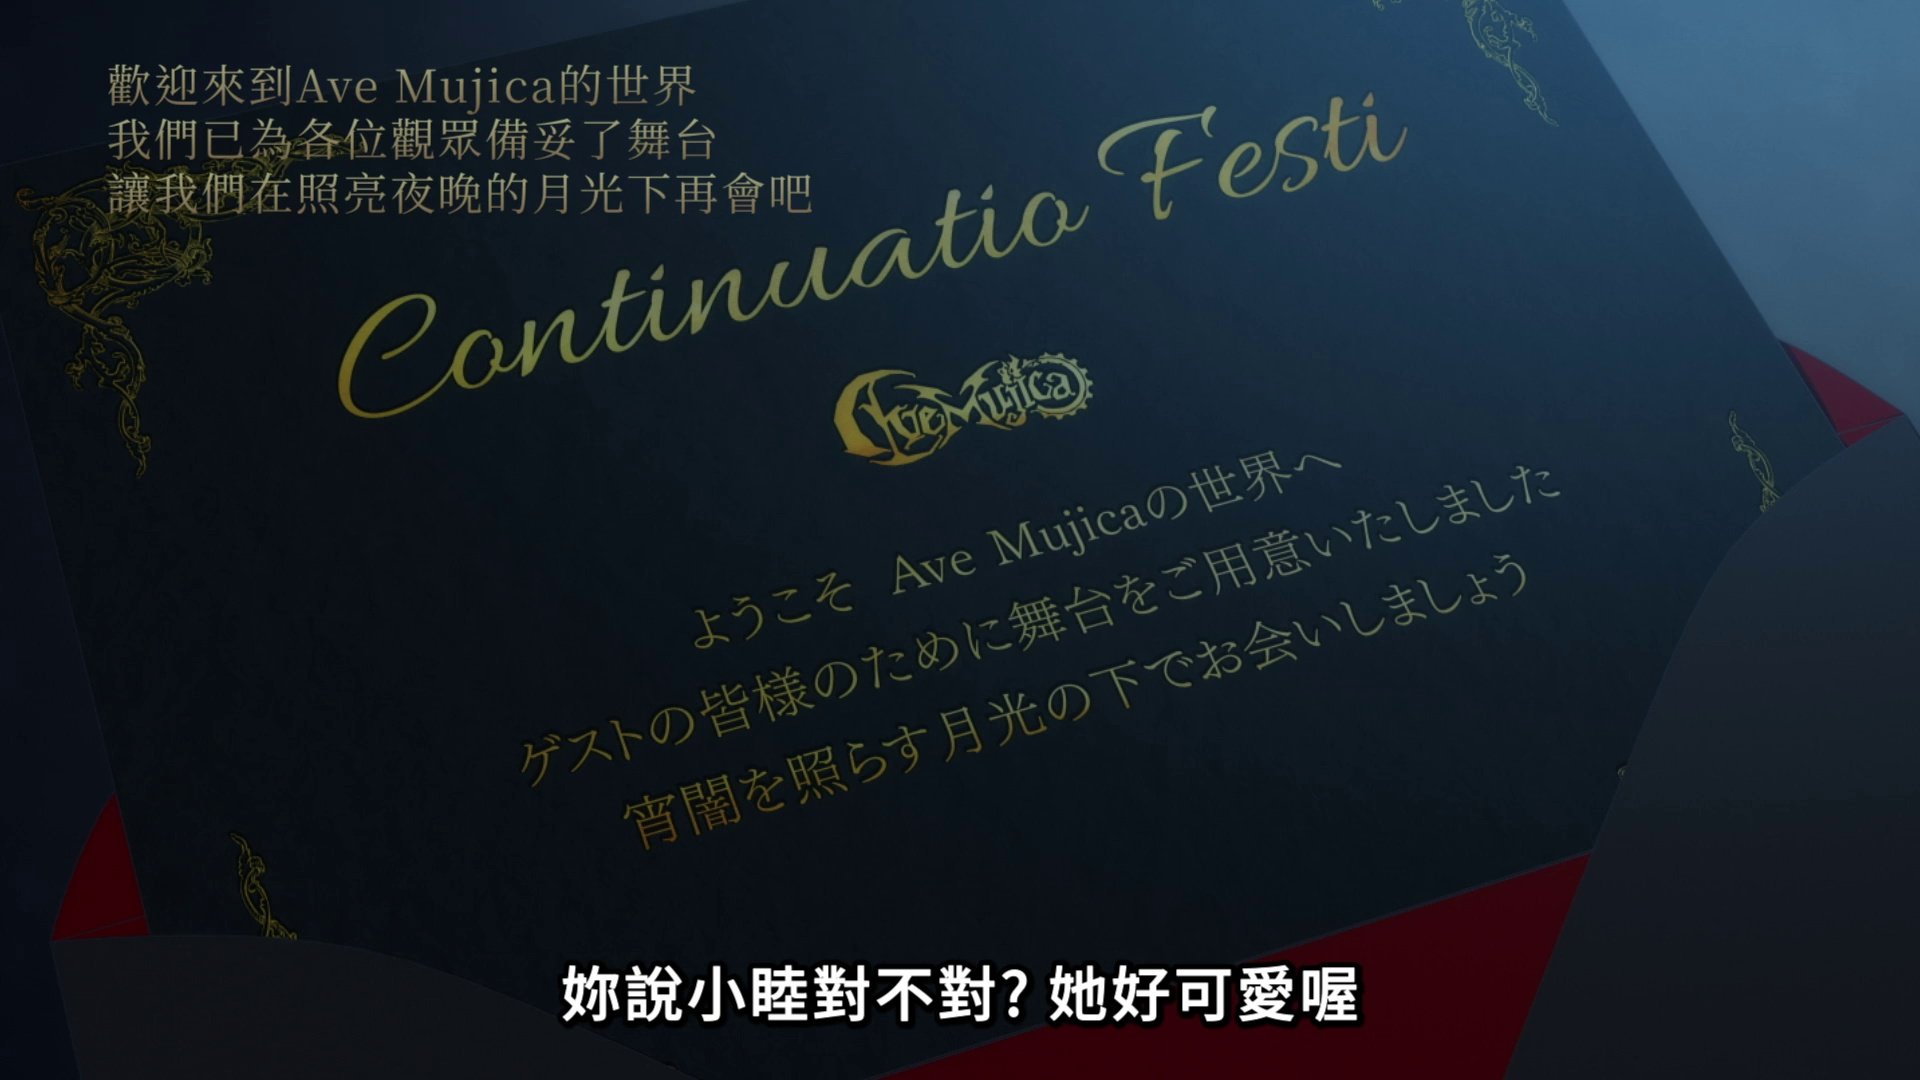 歡迎來到Ave Mujica的世界
我們已為各位觀眾備妥了舞台
讓我們在照亮夜晚的月光下再會吧
Continuatio Festi
Ave Mujica
ようこそ Ave Mujicaの世界へ
ゲストの皆様のために舞台をご用意いたしました
宵闇を照らす月光の下でお会いしましょう
妳說小睦對不對? 她好可愛喔